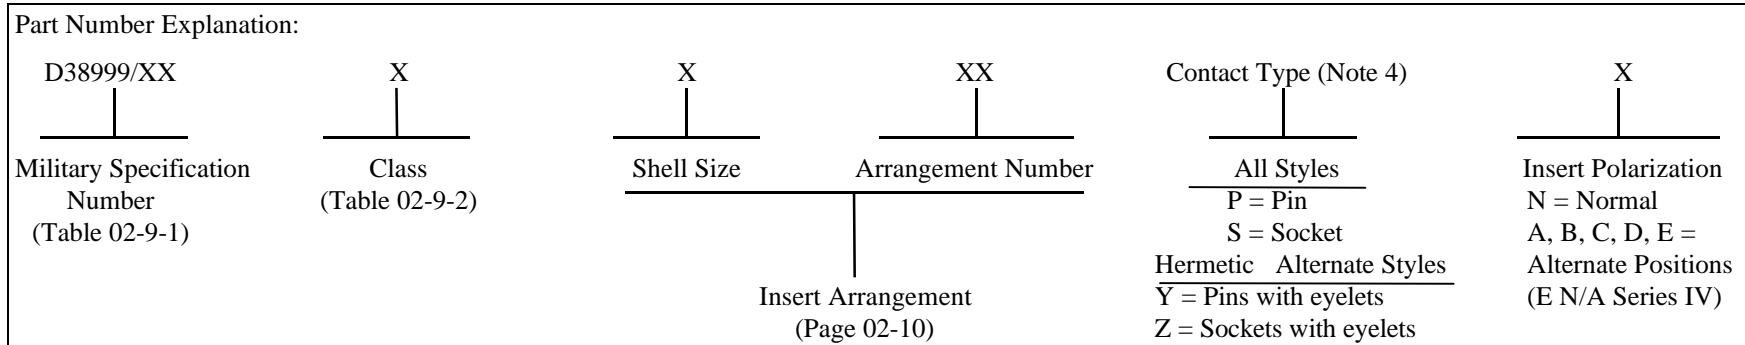 Part Number Explanation:
D38999/XX X X XX Contact Type (Note 4) X
Military Specification Class Shell Size Arrangement Number All Styles Insert Polarization
Number (Table 02-9-2) P = Pin N = Normal
(Table 02-9-1) S = Socket A, B, C, D, E =
Hermetic Alternate Styles Alternate Positions
Insert Arrangement Y = Pins with eyelets (E N/A Series IV)
(Page 02-10) Z = Sockets with eyelets